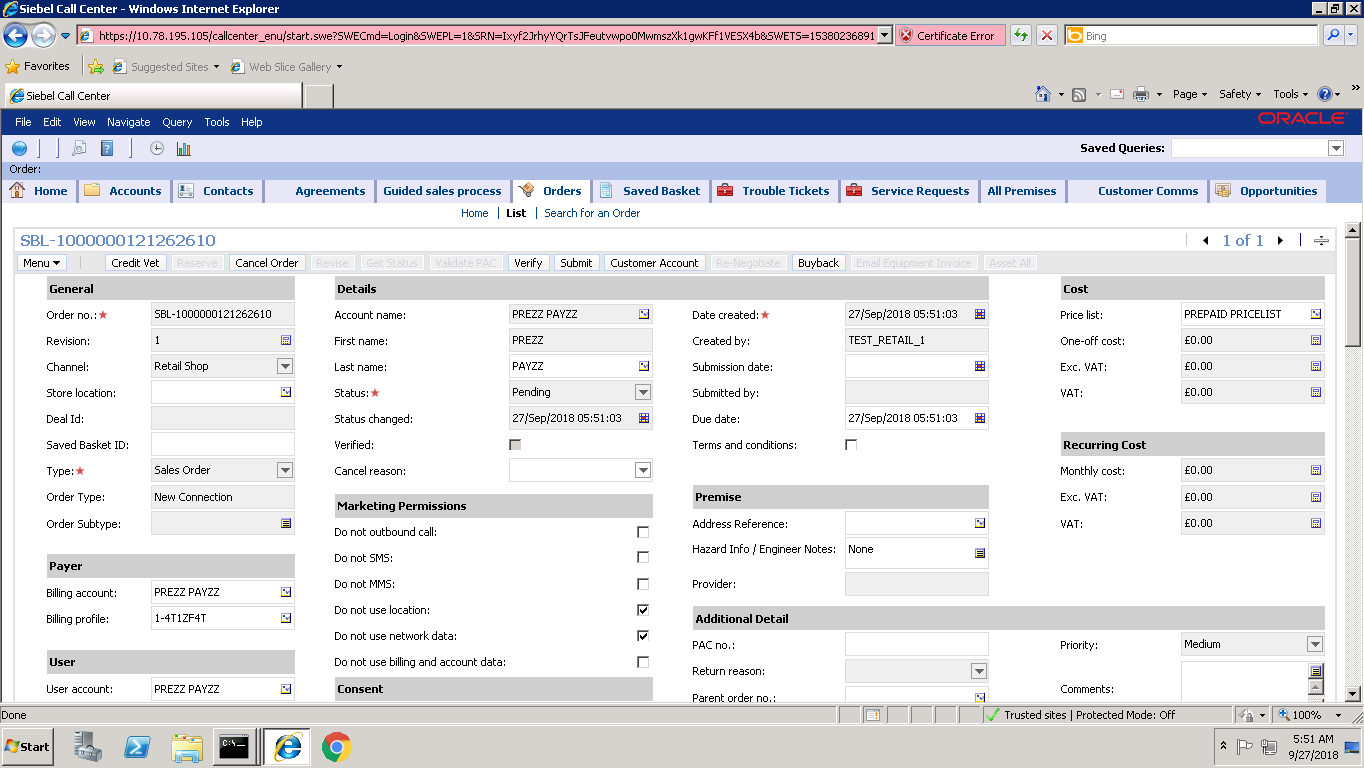 Siebel Call Center - Windows Internet Explorer
https://10.78.195.105/callcenter_enu/start.swe?SWECmd=Login&SWEPL=1&SRN=Ixyf2JrhyYQrTsJFeutvwpo0MwmszXk1gwKFf1VESX4b&SWETS=15380236891 Certificate Error Bing
Favorites Suggested Sites Web Slice Gallery
Siebel Call Center Page Safety Tools
File Edit View Navigate Query Tools Help ORACLE
Saved Queries:
Order:
Home Accounts Contacts Agreements Guided sales process Orders Saved Basket Trouble Tickets Service Requests All Premises Customer Comms Opportunities
Home List Search for an Order
SBL-1000000121262610 1 of 1
Menu Credit Vet Reserve Cancel Order Revise Get Status Validate PAC Verify Submit Customer Account Re-Negotiate Buyback Email Equipment Invoice Asset All
General Details Cost
Order no.: SBL-1000000121262610 Account name: PREZZ PAYZZ Date created: 27/Sep/2018 05:51:03 Price list: PREPAID PRICELIST
Revision: 1 First name: PREZZ Created by: TEST_RETAIL_1 One-off cost: £0.00
Channel: Retail Shop Last name: PAYZZ Submission date: Exc. VAT: £0.00
Store location: Status: Pending Submitted by: VAT: £0.00
Deal Id: Status changed: 27/Sep/2018 05:51:03 Due date: 27/Sep/2018 05:51:03
Saved Basket ID: Verified: Terms and conditions: Recurring Cost
Type: Sales Order Cancel reason: Monthly cost: £0.00
Order Type: New Connection Marketing Permissions Premise Exc. VAT: £0.00
Order Subtype: Do not outbound call: Address Reference: VAT: £0.00
Do not SMS: Hazard Info / Engineer Notes: None
Payer
Billing account: PREZZ PAYZZ Do not MMS: Provider:
Billing profile: 1-4T1ZF4T Do not use location: Additional Detail
Do not use network data: PAC no.: Priority: Medium
User Do not use billing and account data: Return reason:
User account: PREZZ PAYZZ Consent Parent order no.: Comments:
Done Trusted sites | Protected Mode: Off 100%
Start C:\. 5:51 AM
9/27/2018